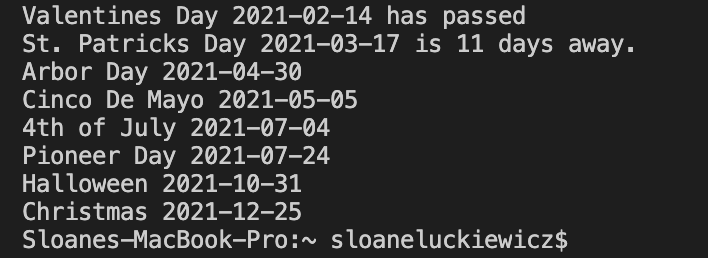 Valentines Day 2021-02-14 has passed
St. Patricks Day 2021-03-17 is 11 days away.
Arbor Day 2021-04-30
Cinco De Mayo 2021-05-05
4th of July 2021-07-04
Pioneer Day 2021-07-24
Halloween 2021-10-31
Christmas 2021-12-25
Sloanes-MacBook-Pro:~ sloaneluckiewicz$